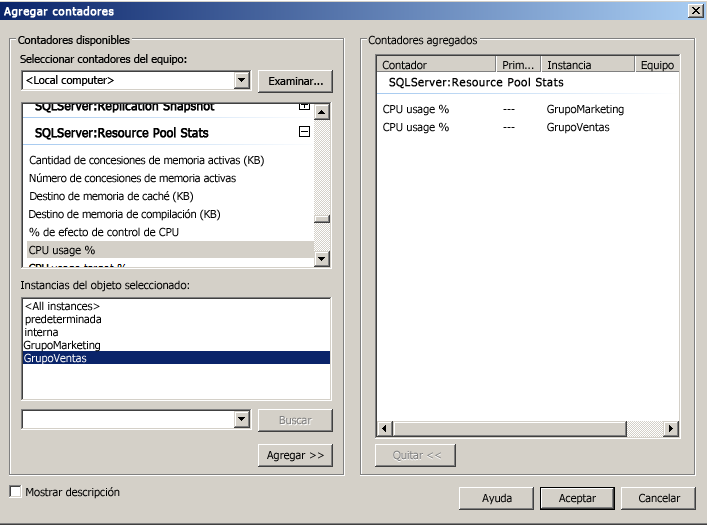 Agregar contadores
Contadores disponibles
Seleccionar contadores del equipo:
<Local computer>
Examinar...
SQLServer:Replication Snapshot
SQLServer:Resource Pool Stats
Cantidad de concesiones de memoria activas (KB)
Número de concesiones de memoria activas
Destino de memoria de caché (KB)
Destino de memoria de compilación (KB)
% de efecto de control de CPU
CPU usage %
CPU usage target %
Instancias del objeto seleccionado:
<All instances>
predeterminada
interna
GrupoMarketing
GrupoVentas
Buscar
Agregar >>
Mostrar descripción
Contadores agregados
Contador Prim... Instancia Equipo
SQLServer:Resource Pool Stats
CPU usage % --- GrupoMarketing
CPU usage % --- GrupoVentas
Quitar <<
Ayuda Aceptar Cancelar